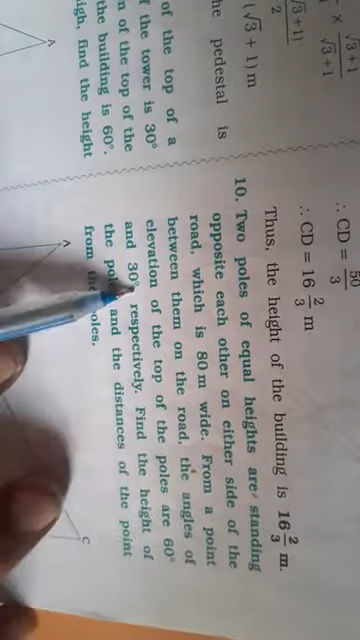 √3+1
× √3+1
√3+1)
2
(√3 + 1) m
he pedestal is
of the top of a
f the tower is 30°
n of the top of the
the building is 60°.
igh, find the height
A
∴ CD = 50/3
∴ CD = 16 2/3 m
Thus, the height of the building is 16 2/3 m.
10. Two poles of equal heights are standing
opposite each other on either side of the
road, which is 80 m wide. From a point
between them on the road, the angles of
elevation of the top of the poles are 60°
and 30° respectively. Find the height of
the and the distances of the point
from
A
C